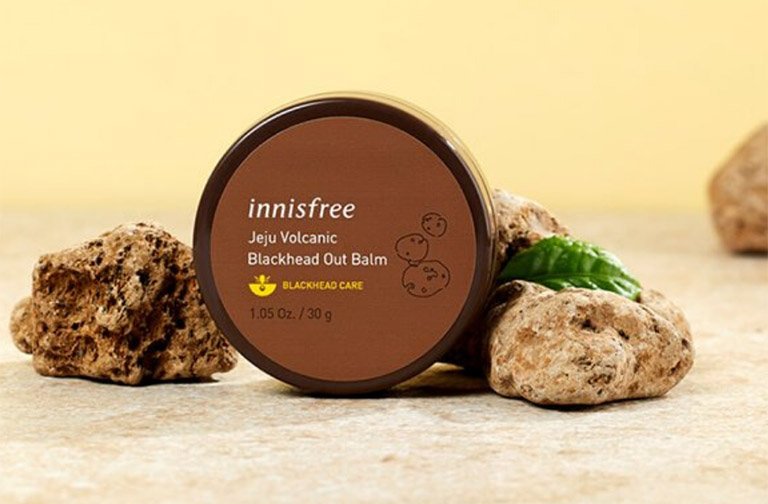 innisfree
Jeju Volcanic
Blackhead Out Balm
BLACKHEAD CARE
1.05 Oz. / 30 g